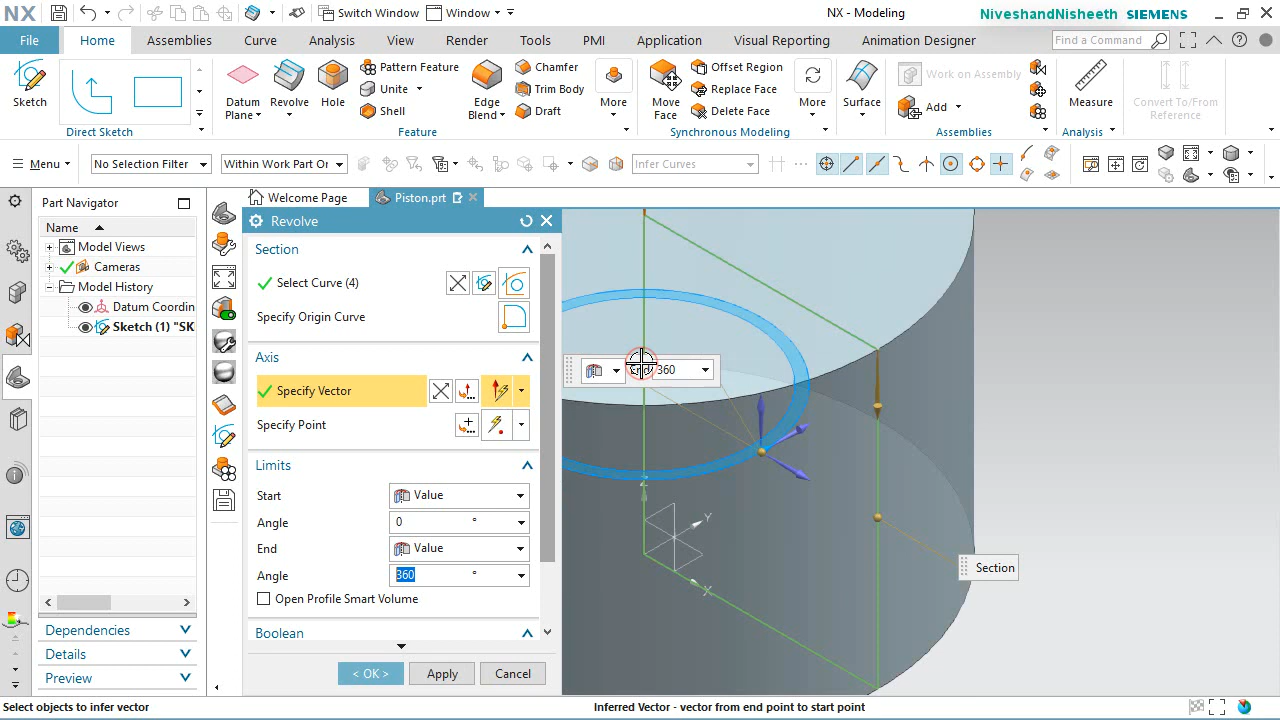 NX
Switch Window
Window
NX - Modeling
NiveshandNisheeth SIEMENS
File
Home
Assemblies
Curve
Analysis
View
Render
Tools
PMI
Application
Visual Reporting
Animation Designer
Find a Command
Sketch
Direct Sketch
Datum Plane
Revolve
Hole
Pattern Feature
Unite
Shell
Edge Blend
Chamfer
Trim Body
Draft
More
Feature
Move Face
Offset Region
Replace Face
Delete Face
More
Synchronous Modeling
Surface
Work on Assembly
Add
Assemblies
Measure
Analysis
Convert To/From Reference
Menu
No Selection Filter
Within Work Part On
Infer Curves
Part Navigator
Name
Model Views
Cameras
Model History
Datum Coordin
Sketch (1) "SK
Dependencies
Details
Preview
Welcome Page
Piston.prt
Revolve
Section
Select Curve (4)
Specify Origin Curve
Axis
Specify Vector
Specify Point
Limits
Start
Value
Angle
0
°
End
Value
Angle
360
°
Open Profile Smart Volume
Boolean
< OK >
Apply
Cancel
360
Z
Y
X
Section
Select objects to infer vector
Inferred Vector - vector from end point to start point